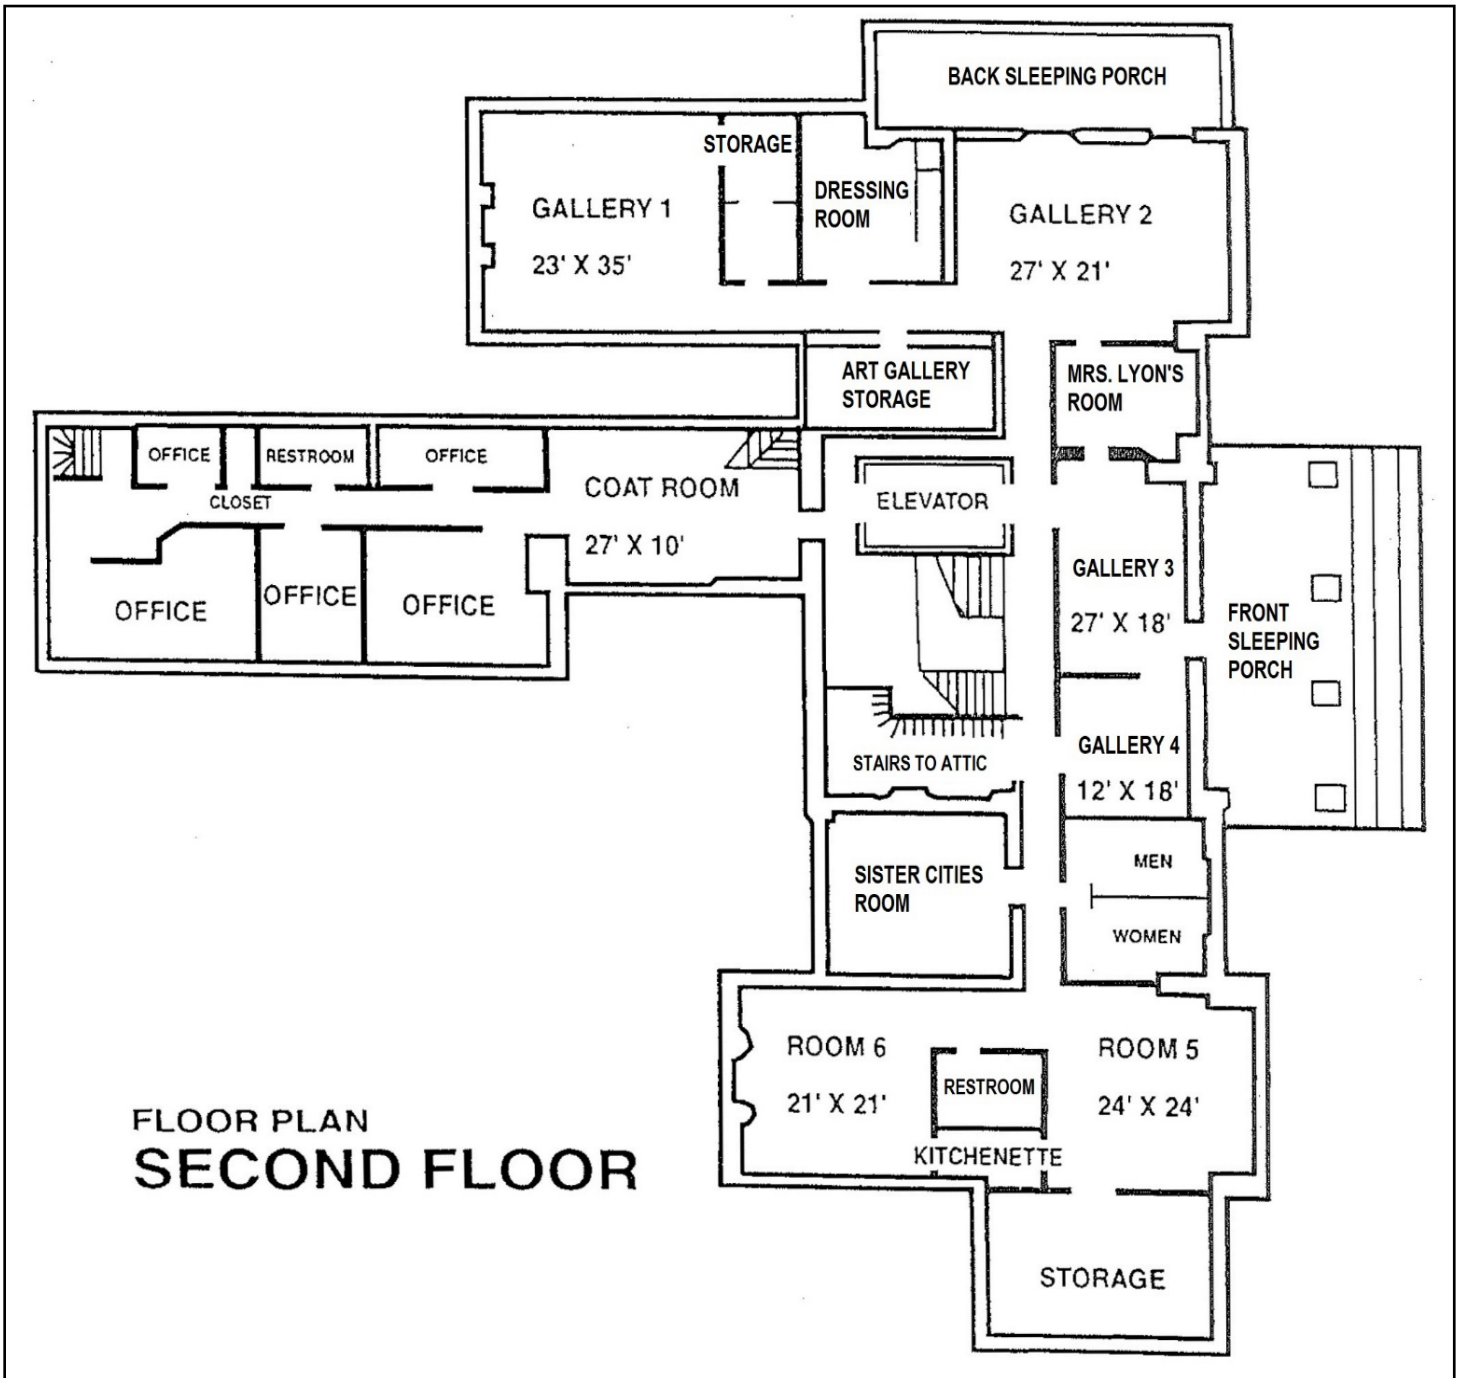 BACK SLEEPING PORCH
STORAGE
GALLERY 1
23' X 35'
DRESSING
ROOM
GALLERY 2
27' X 21'
ART GALLERY
STORAGE
MRS. LYON'S
ROOM
OFFICE
RESTROOM
OFFICE
CLOSET
COAT ROOM
27' X 10'
ELEVATOR
OFFICE
OFFICE
OFFICE
GALLERY 3
27' X 18'
FRONT
SLEEPING
PORCH
GALLERY 4
12' X 18'
STAIRS TO ATTIC
SISTER CITIES
ROOM
MEN
WOMEN
ROOM 6
21' X 21'
RESTROOM
KITCHENETTE
ROOM 5
24' X 24'
STORAGE
FLOOR PLAN
SECOND FLOOR